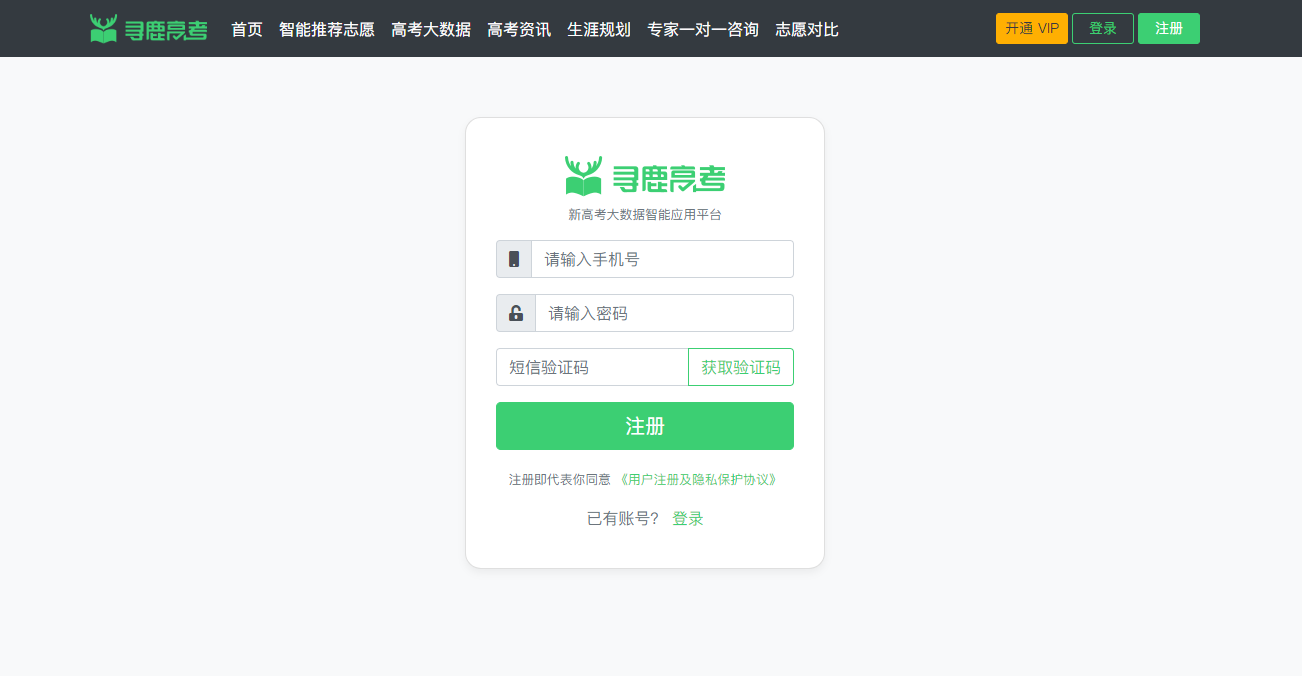 寻鹿高考 首页 智能推荐志愿 高考大数据 高考资讯 生涯规划 专家一对一咨询 志愿对比 开通 VIP 登录 注册
寻鹿高考
新高考大数据智能应用平台
请输入手机号
请输入密码
短信验证码 获取验证码
注册
注册即代表你同意 《用户注册及隐私保护协议》
已有账号? 登录